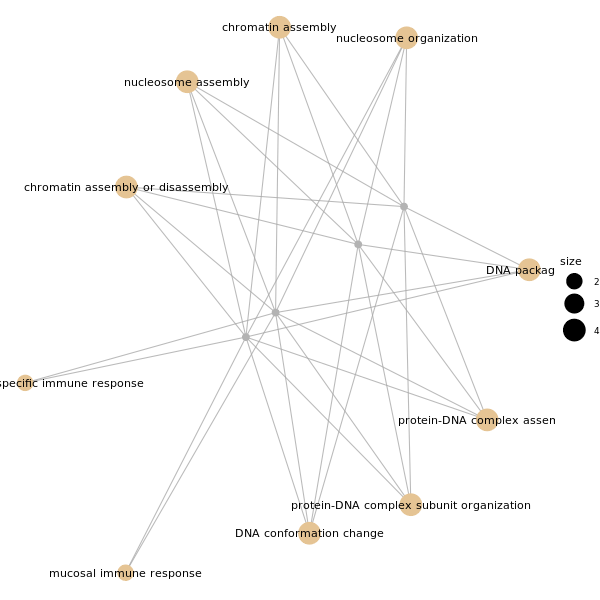 chromatin assembly
nucleosome organization
nucleosome assembly
chromatin assembly or disassembly
size
DNA packag
2
3
4
specific immune response
protein-DNA complex assen
protein-DNA complex subunit organization
DNA conformation change
mucosal immune response